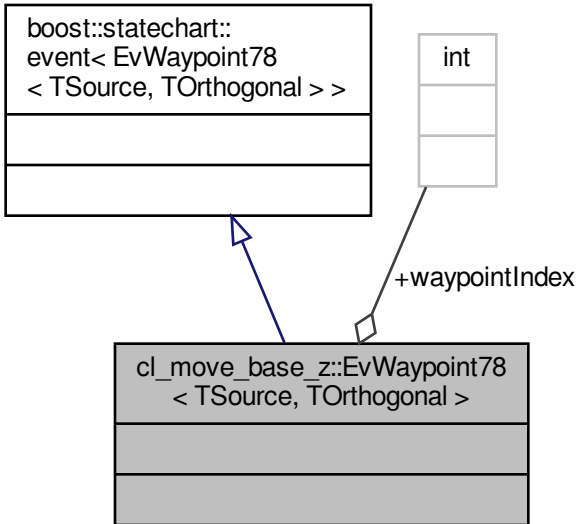 boost::statechart::
event< EvWaypoint78
< TSource, TOrthogonal > >
int
+waypointIndex
cl_move_base_z::EvWaypoint78
< TSource, TOrthogonal >